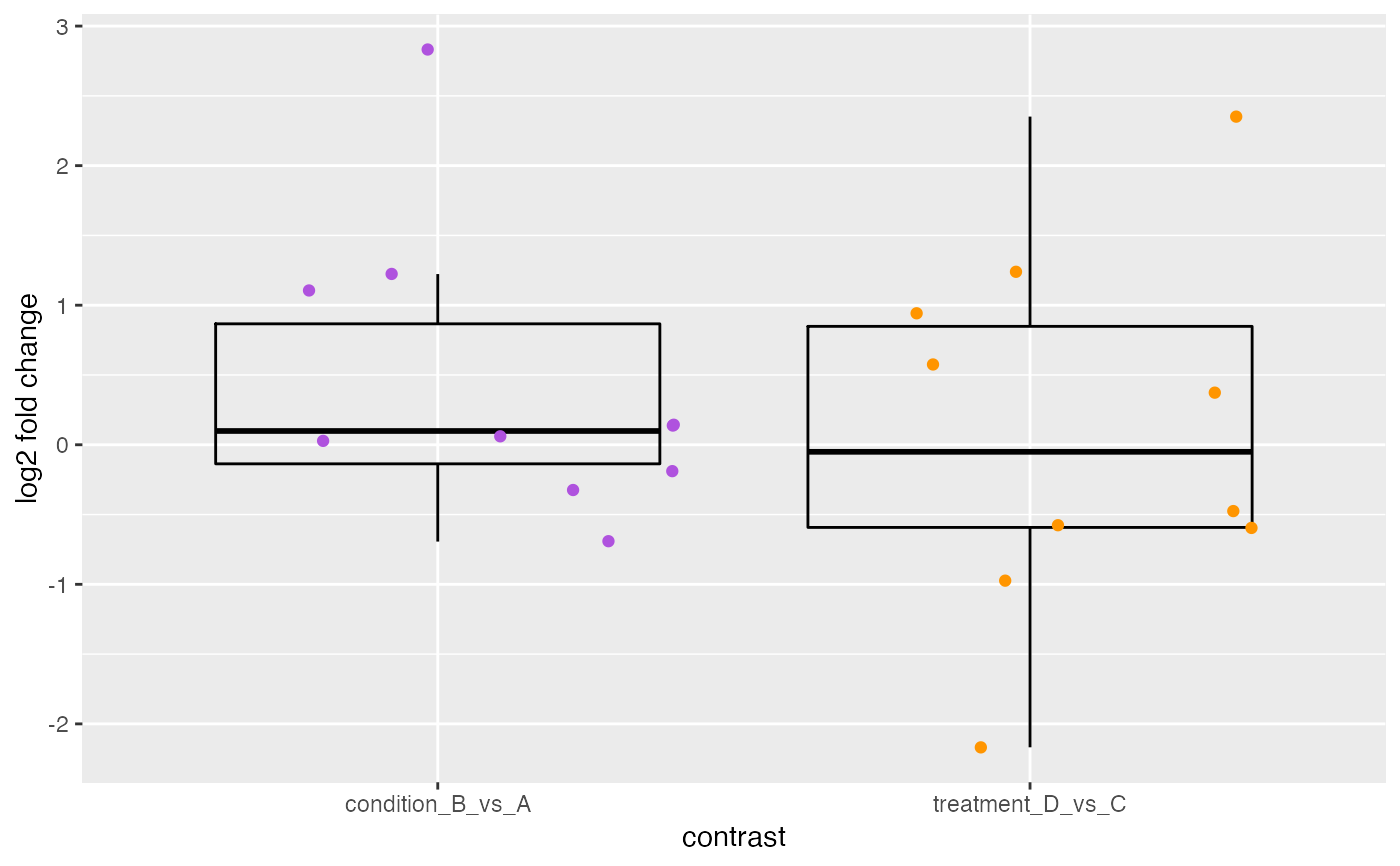 log2 fold change
3
2
1
0
-1
-2
condition_B_vs_A
treatment_D_vs_C
contrast